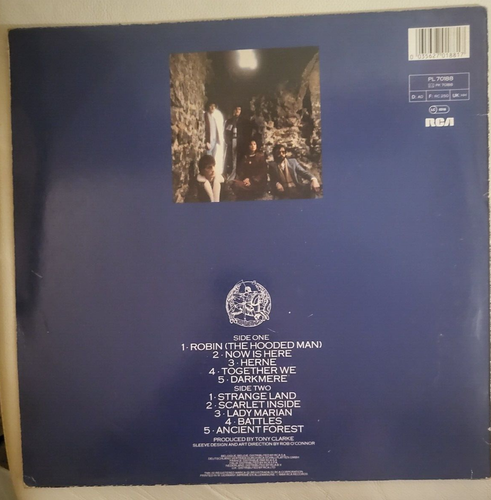 PL 70188
RCA
SIDE ONE
1 · ROBIN (THE HOODED MAN)
2 · NOW IS HERE
3 · HERNE
4 · TOGETHER WE
5 · DARKMERE
SIDE TWO
1 · STRANGE LAND
2 · SCARLET INSIDE
3 · LADY MARIAN
4 · BATTLES
5 · ANCIENT FOREST
PRODUCED BY TONY CLARKE
SLEEVE DESIGN AND ART DIRECTION BY ROB O'CONNOR